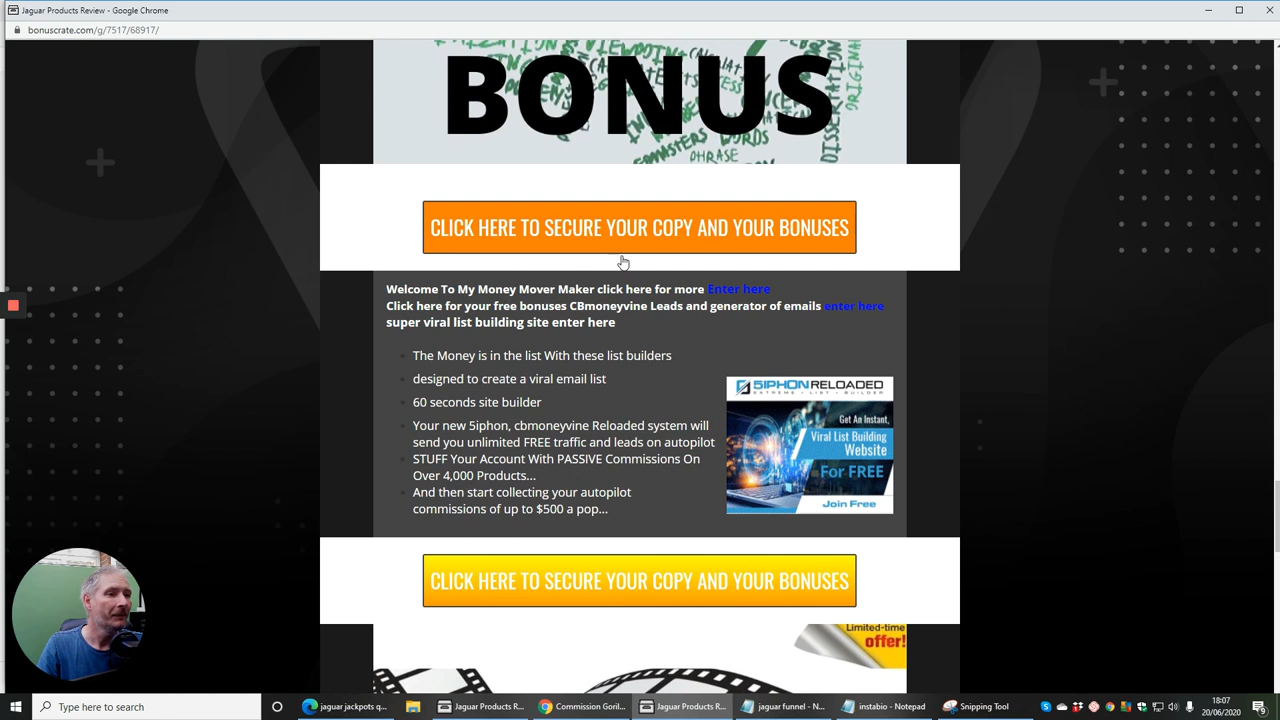 Jaguar Products Review - Google Chrome
bonuscrate.com/g/7517/68917/
BONUS
WORDS
PHRASE
DISSERTATION
ORIGINAL
CLICK HERE TO SECURE YOUR COPY AND YOUR BONUSES
Welcome To My Money Mover Maker click here for more Enter here
Click here for your free bonuses CBmoneyvine Leads and generator of emails enter here
super viral list building site enter here
The Money is in the list With these list builders
designed to create a viral email list
60 seconds site builder
Your new 5iphon, cbmoneyvine Reloaded system will
send you unlimited FREE traffic and leads on autopilot
STUFF Your Account With PASSIVE Commissions On
Over 4,000 Products...
And then start collecting your autopilot
commissions of up to $500 a pop...
5IPHON RELOADED
EXTREME · LIST · BUILDER
Get An Instant,
Viral List Building
Website
For FREE
Join Free
CLICK HERE TO SECURE YOUR COPY AND YOUR BONUSES
Limited-time
offer!
Type here to search
jaguar jackpots q...
Jaguar Products R...
Commission Goril...
Jaguar Products R...
jaguar funnel - N...
instabio - Notepad
Snipping Tool
18:07
20/06/2020